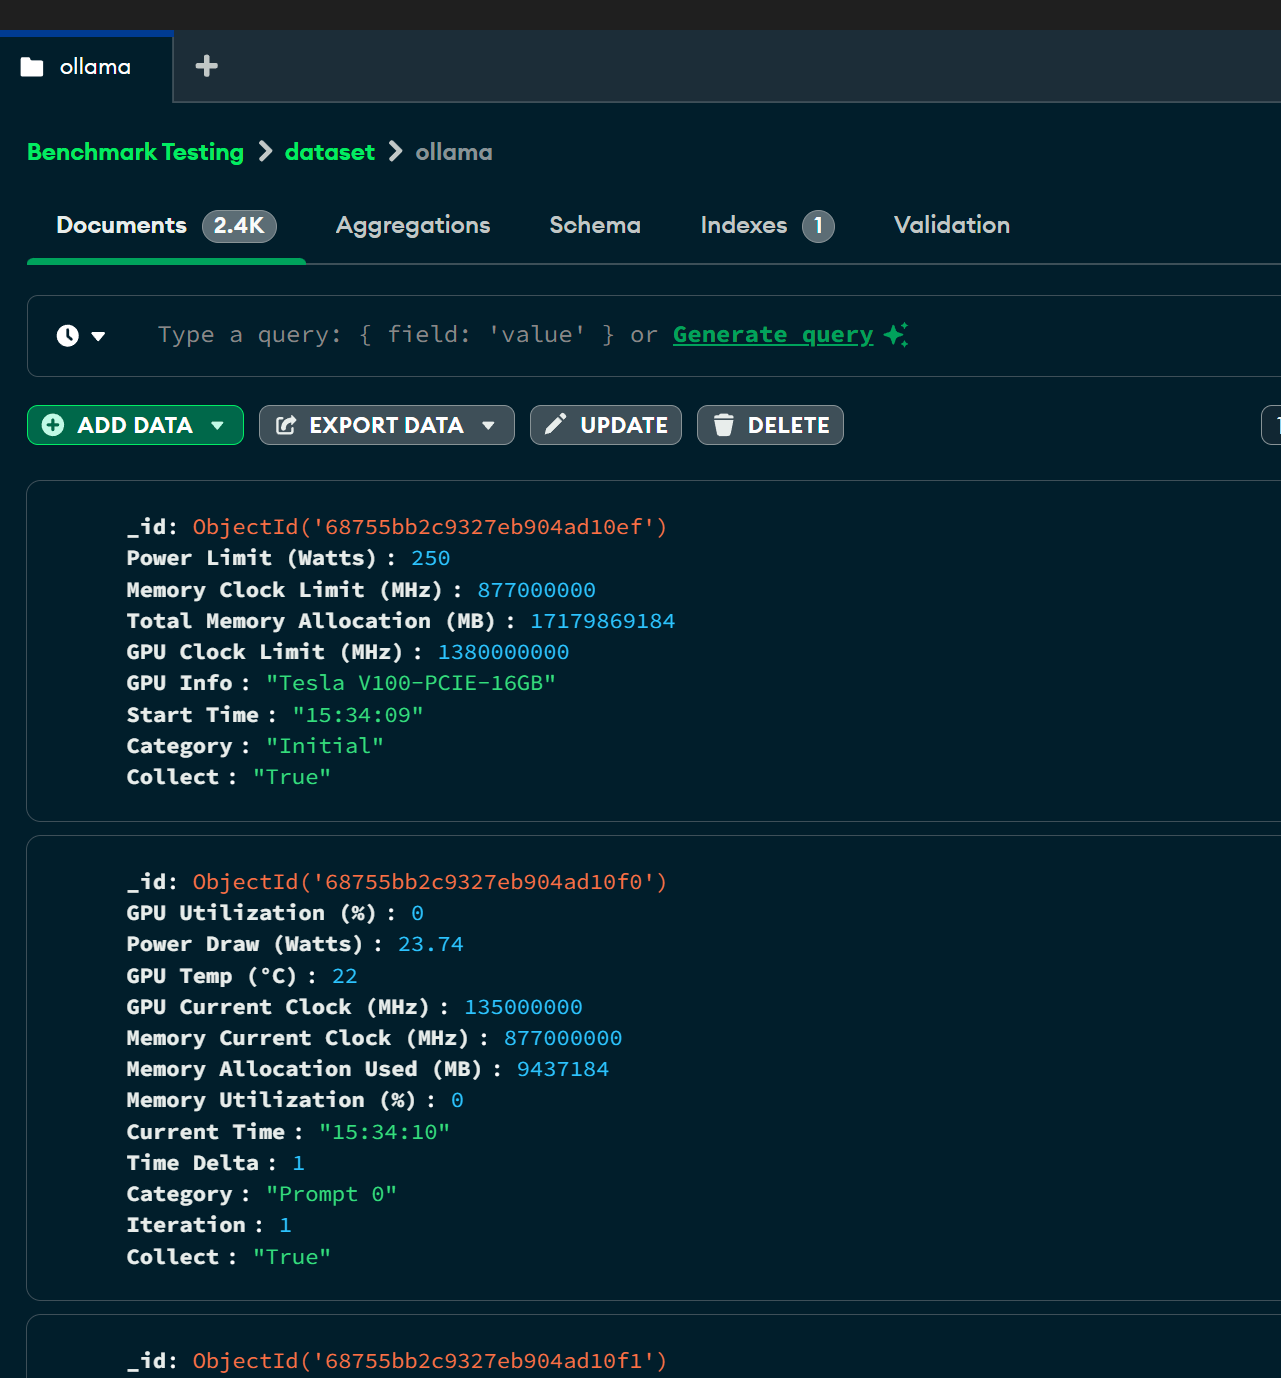 ollama
Benchmark Testing > dataset > ollama
Documents 2.4K Aggregations Schema Indexes 1 Validation
Type a query: { field: 'value' } or Generate query
ADD DATA EXPORT DATA UPDATE DELETE
_id: ObjectId('68755bb2c9327eb904ad10ef')
Power Limit (Watts) : 250
Memory Clock Limit (MHz) : 877000000
Total Memory Allocation (MB) : 17179869184
GPU Clock Limit (MHz) : 1380000000
GPU Info : "Tesla V100-PCIE-16GB"
Start Time : "15:34:09"
Category : "Initial"
Collect : "True"
_id: ObjectId('68755bb2c9327eb904ad10f0')
GPU Utilization (%) : 0
Power Draw (Watts) : 23.74
GPU Temp (°C) : 22
GPU Current Clock (MHz) : 135000000
Memory Current Clock (MHz) : 877000000
Memory Allocation Used (MB) : 9437184
Memory Utilization (%) : 0
Current Time : "15:34:10"
Time Delta : 1
Category : "Prompt 0"
Iteration : 1
Collect : "True"
_id: ObjectId('68755bb2c9327eb904ad10f1')